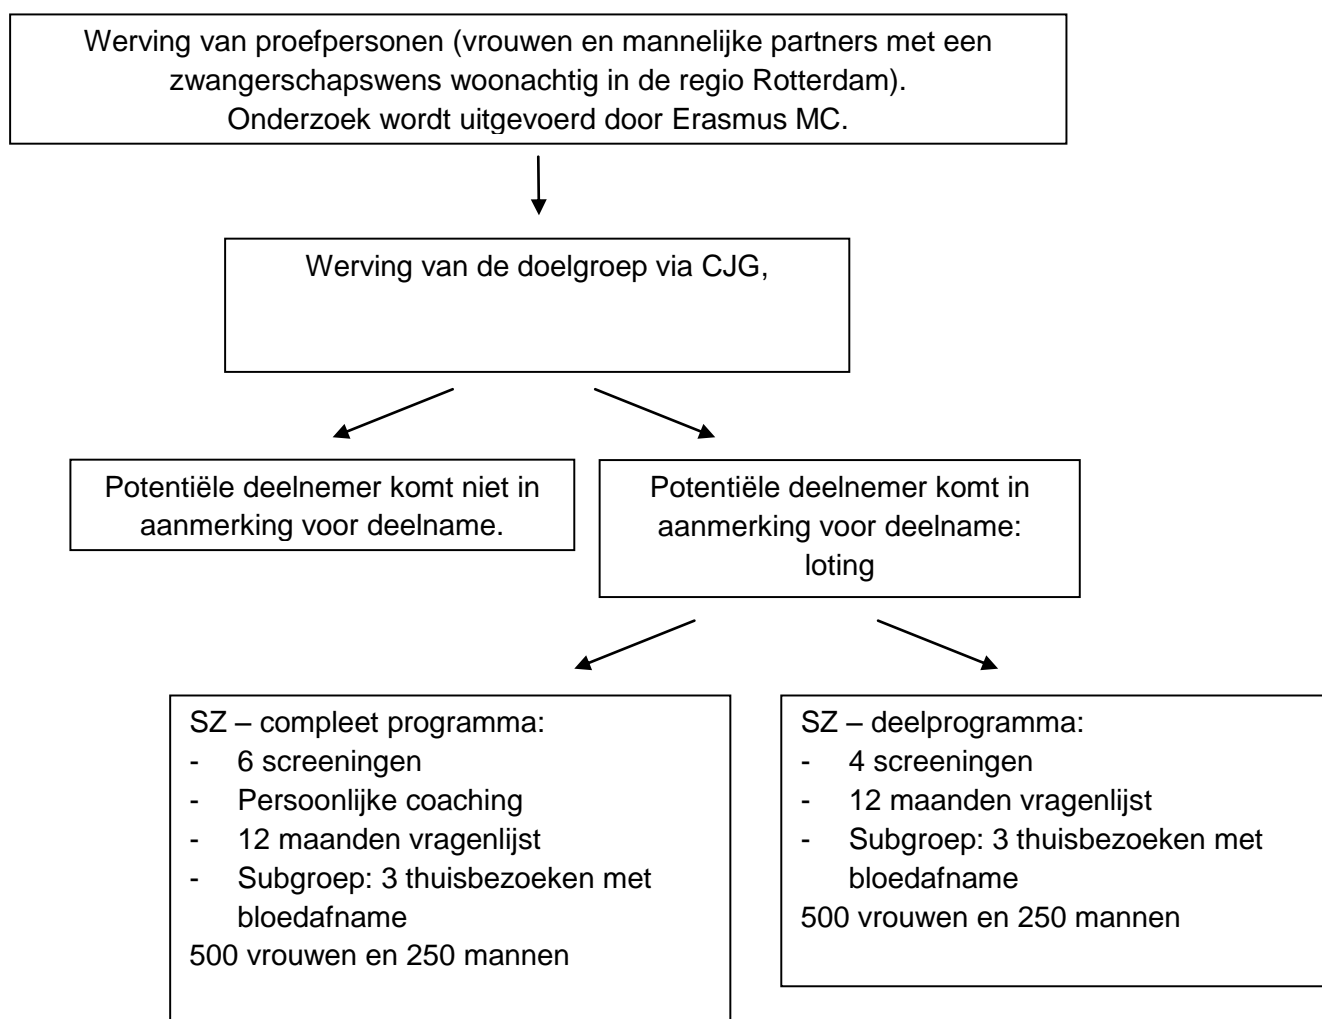 Werving van proefpersonen (vrouwen en mannelijke partners met een
zwangerschapswens woonachtig in de regio Rotterdam).
Onderzoek wordt uitgevoerd door Erasmus MC.
Werving van de doelgroep via CJG,
Potentiële deelnemer komt niet in
aanmerking voor deelname.
Potentiële deelnemer komt in
aanmerking voor deelname:
loting
SZ – compleet programma:
- 6 screeningen
- Persoonlijke coaching
- 12 maanden vragenlijst
- Subgroep: 3 thuisbezoeken met
bloedafname
500 vrouwen en 250 mannen
SZ – deelprogramma:
- 4 screeningen
- 12 maanden vragenlijst
- Subgroep: 3 thuisbezoeken met
bloedafname
500 vrouwen en 250 mannen